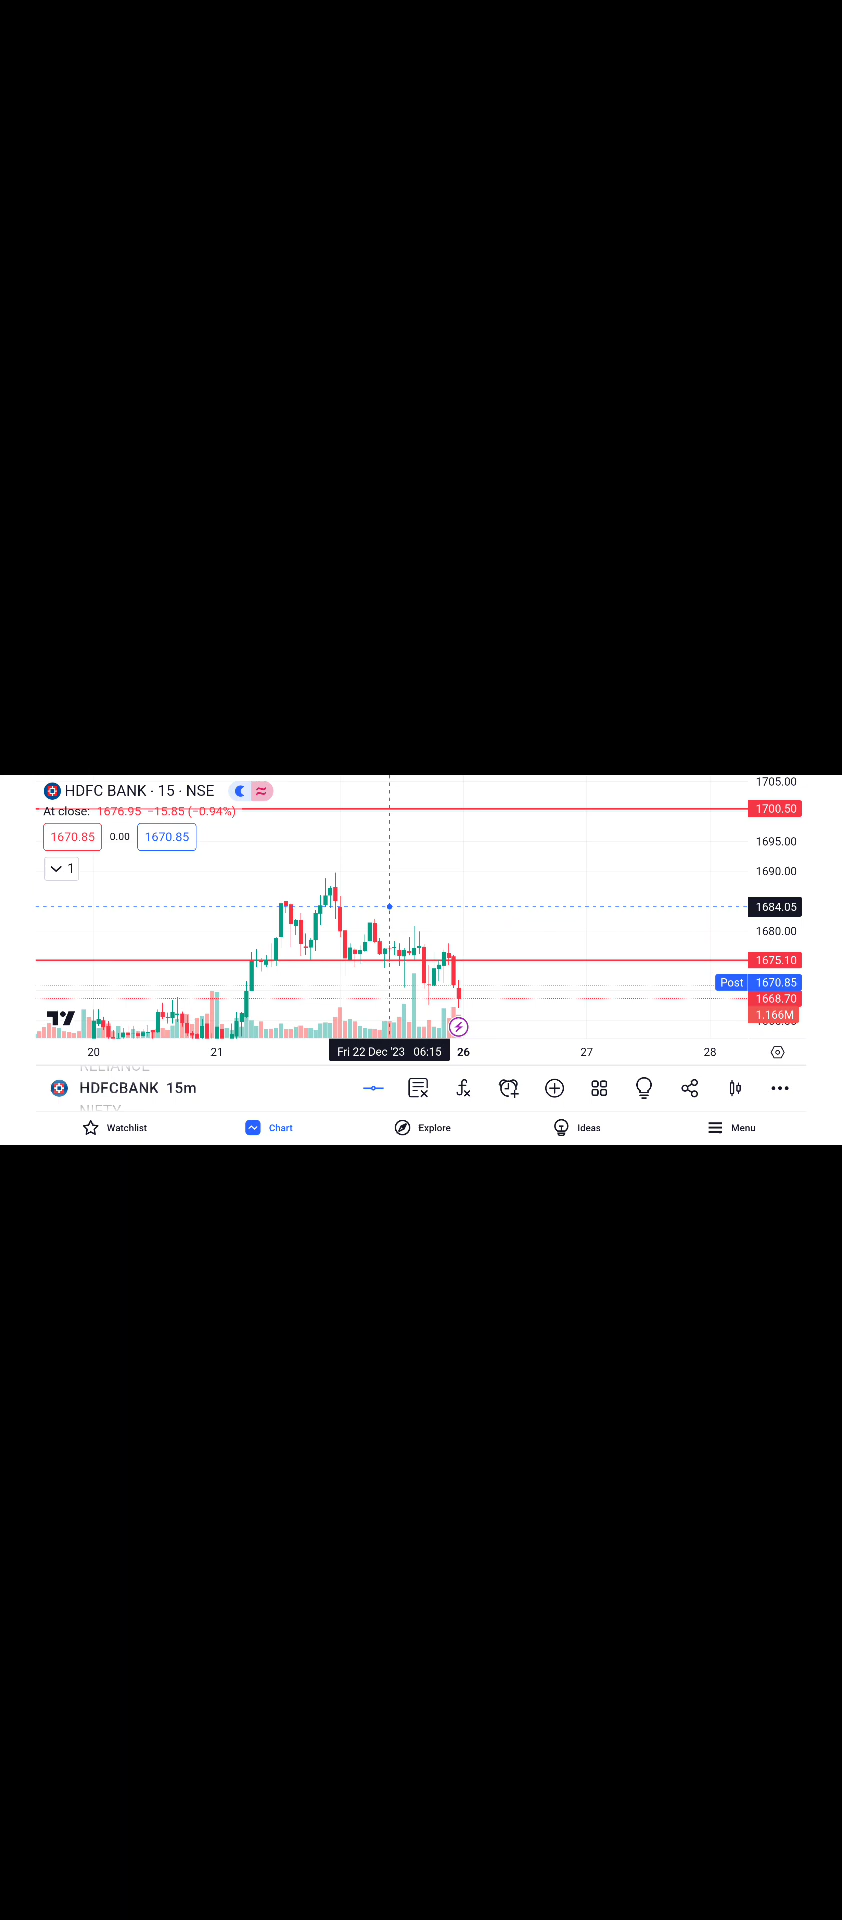 1705.00
HDFC BANK · 15 · NSE
At close: 1676.95 −15.85 (−0.94%)
1700.50
1670.85 0.00 1670.85
1695.00
1
1690.00
1684.05
1680.00
1675.10
Post 1670.85
1668.70
1.166M
20 21 Fri 22 Dec '23 06:15 26 27 28
RELIANCE
HDFCBANK 15m
NIFTY
Watchlist Chart Explore Ideas Menu